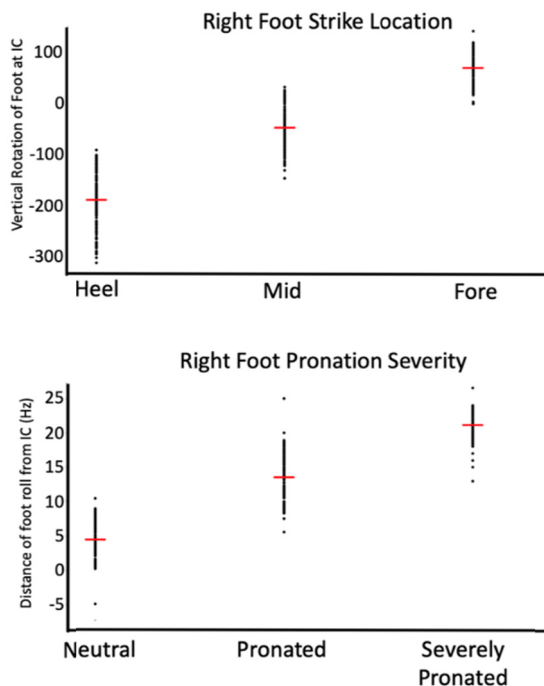 Right Foot Strike Location
Vertical Rotation of Foot at IC
100
0
-100
-200
-300
Heel Mid Fore
Right Foot Pronation Severity
Distance of foot roll from IC (Hz)
25
20
15
10
5
0
-5
Neutral Pronated Severely
Pronated